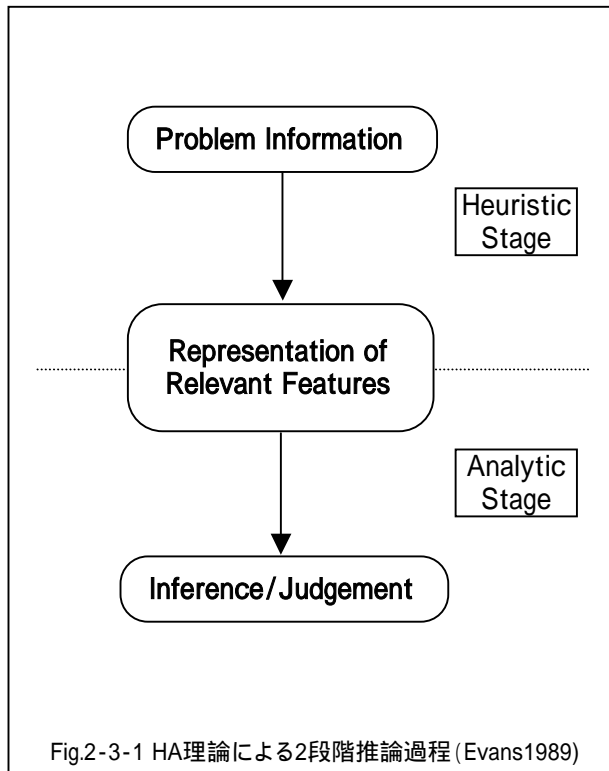 Problem Information
Heuristic
Stage
Representation of
Relevant Features
Analytic
Stage
Inference/Judgement
Fig.2-3-1 HA理論による2段階推論過程(Evans1989)